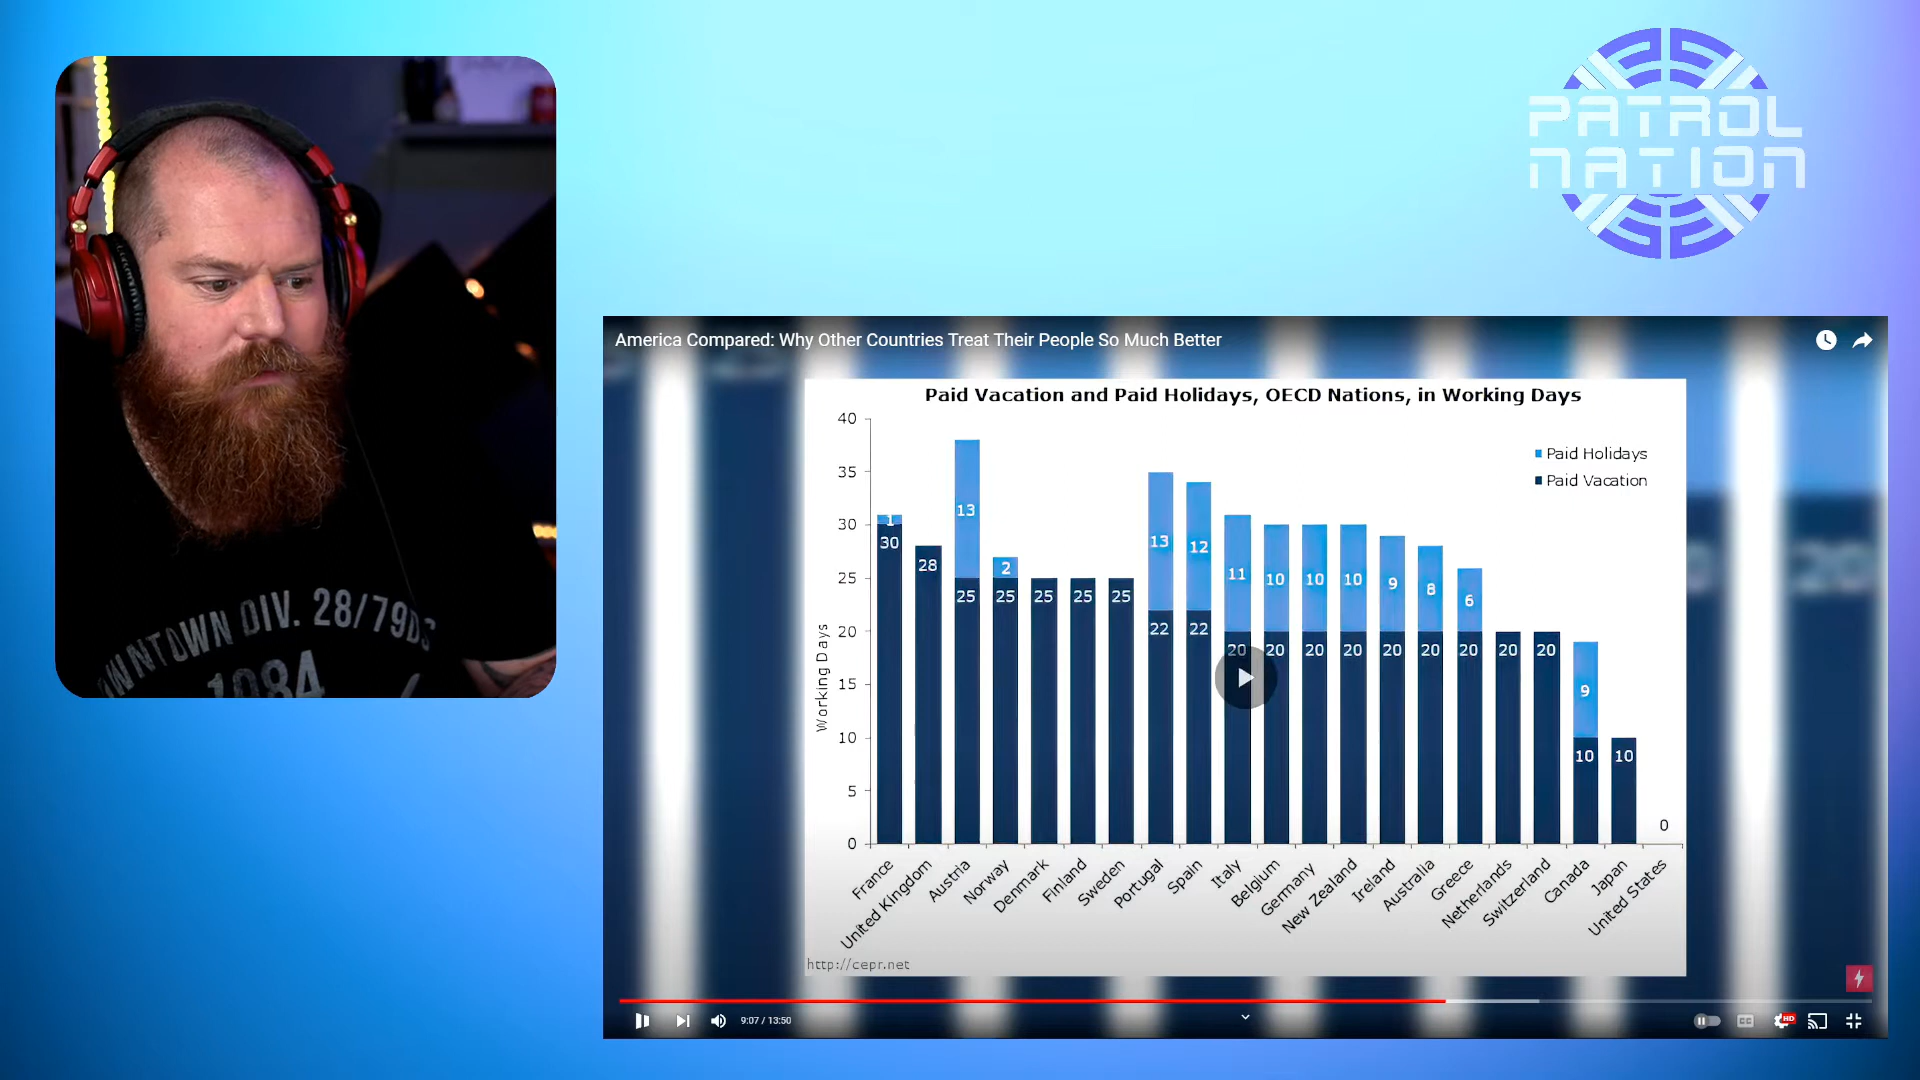 PATROL
NATION
America Compared: Why Other Countries Treat Their People So Much Better
Paid Vacation and Paid Holidays, OECD Nations, in Working Days
Paid Holidays
Paid Vacation
Working Days
40
35
30
25
20
15
10
5
0
1
30
28
13
25
2
25
25
25
25
13
22
12
22
11
20
10
20
10
20
10
20
9
20
8
20
6
20
20
20
9
10
10
0
France
United Kingdom
Austria
Norway
Denmark
Finland
Sweden
Portugal
Spain
Italy
Belgium
Germany
New Zealand
Ireland
Australia
Greece
Netherlands
Switzerland
Canada
Japan
United States
http://cepr.net
9:07 / 13:50
CC
HD
DIV. 28/79
1984